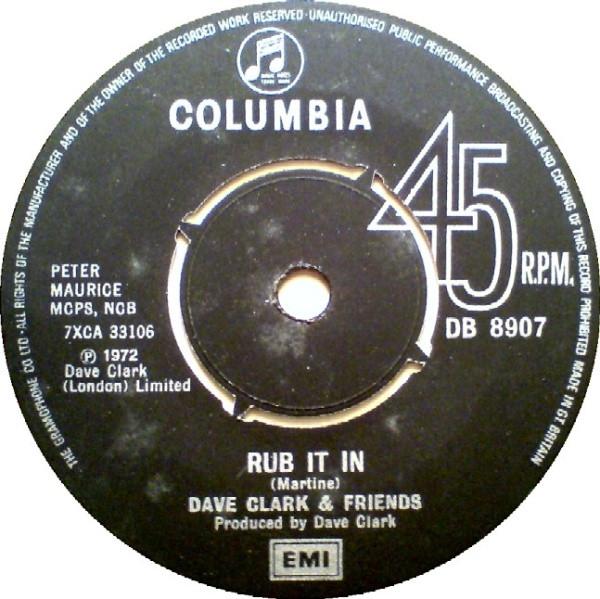 THE GRAMOPHONE CO LTD · ALL RIGHTS OF THE MANUFACTURER AND OF THE OWNER OF THE RECORDED WORK RESERVED · UNAUTHORISED PUBLIC PERFORMANCE BROADCASTING AND COPYING OF THIS RECORD PROHIBITED MADE IN GT BRITAIN
COLUMBIA
45
R.P.M.
PETER
MAURICE
MCPS, NCB
7XCA 33106
DB 8907
℗ 1972
Dave Clark
(London) Limited
RUB IT IN
(Martine)
DAVE CLARK & FRIENDS
Produced by Dave Clark
EMI